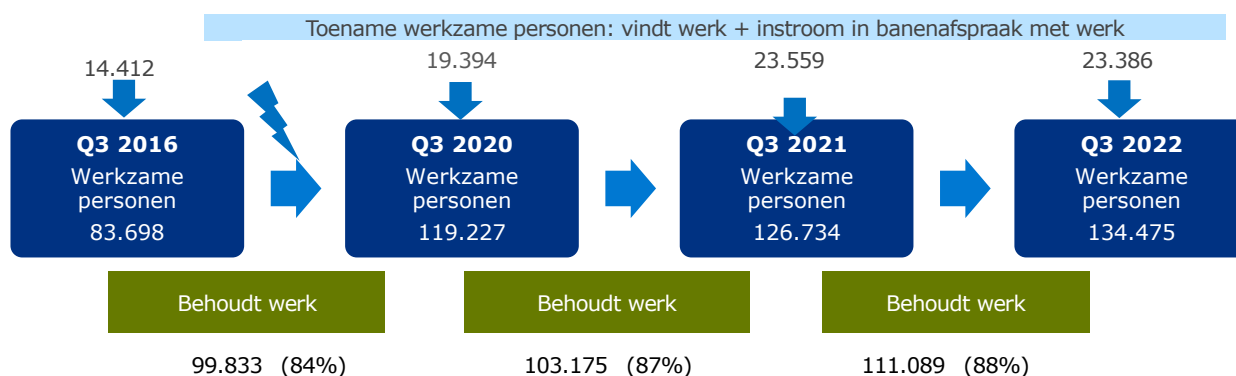 Toename werkzame personen: vindt werk + instroom in banenafspraak met werk
14.412
19.394
23.559
23.386
Q3 2016
Werkzame
personen
83.698
Q3 2020
Werkzame
personen
119.227
Q3 2021
Werkzame
personen
126.734
Q3 2022
Werkzame
personen
134.475
Behoudt werk
Behoudt werk
Behoudt werk
99.833 (84%)
103.175 (87%)
111.089 (88%)